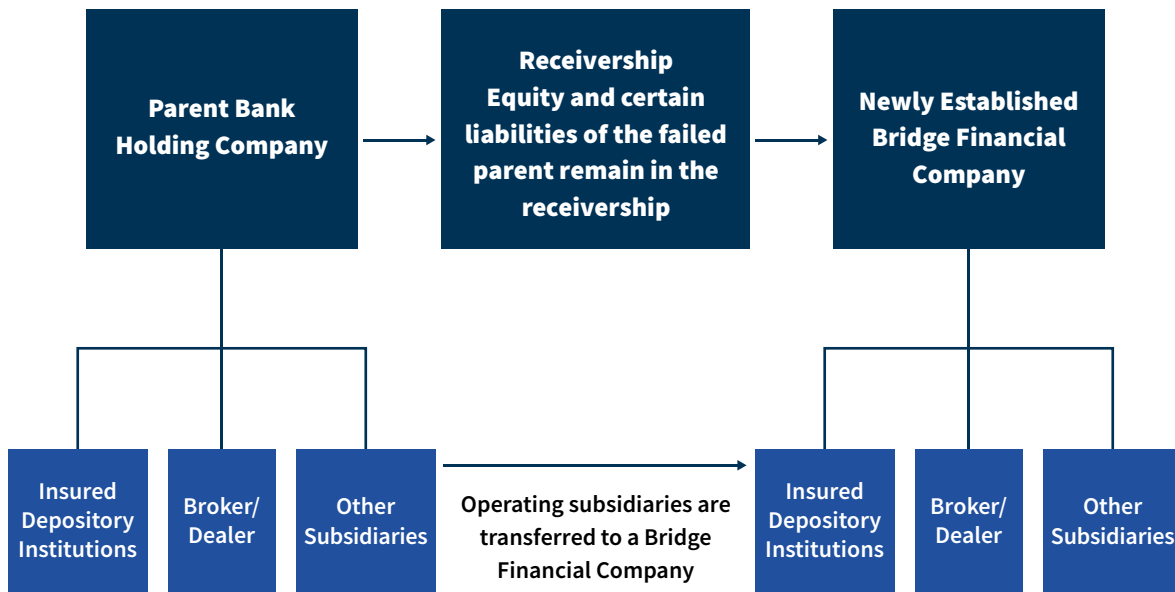 Parent Bank
Holding Company
Receivership
Equity and certain
liabilities of the failed
parent remain in the
receivership
Newly Established
Bridge Financial
Company
Insured
Depository
Institutions
Broker/
Dealer
Other
Subsidiaries
Operating subsidiaries are
transferred to a Bridge
Financial Company
Insured
Depository
Institutions
Broker/
Dealer
Other
Subsidiaries